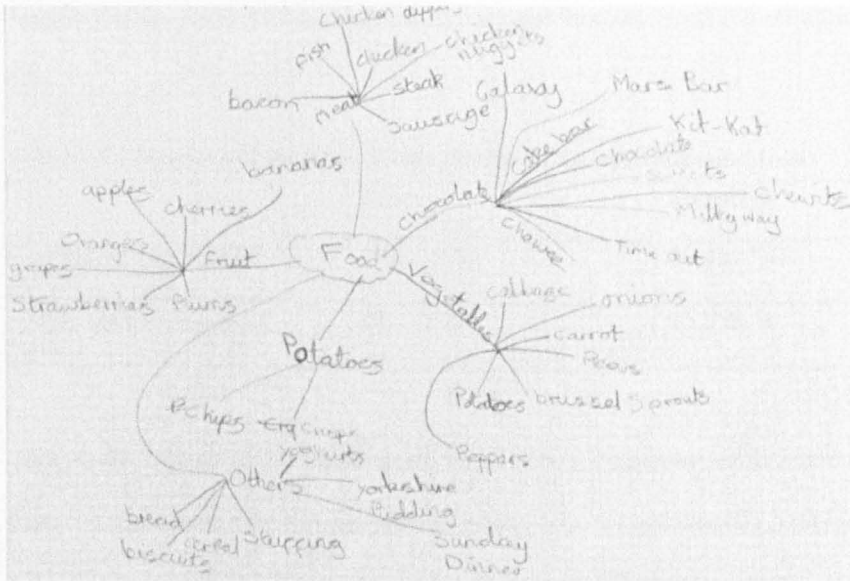 chicken
fish
chicken
chicken
nuggets
bacon
meat
steak
sausage
Galaxy
Mars Bar
cake bar
Kit-Kat
chocolate
sweets
chewits
Milky way
Time out
chocolate
bananas
apples
cherries
Oranges
grapes
fruit
Strawberries
Plums
Food
Vegetables
cabbage
onions
carrot
Peas
Potatoes
brussel Sprouts
Peppers
Potatoes
Chips
yoghurts
Others
Yorkshire
Pudding
Sunday
Dinner
bread
cereal
biscuits
Stuffing